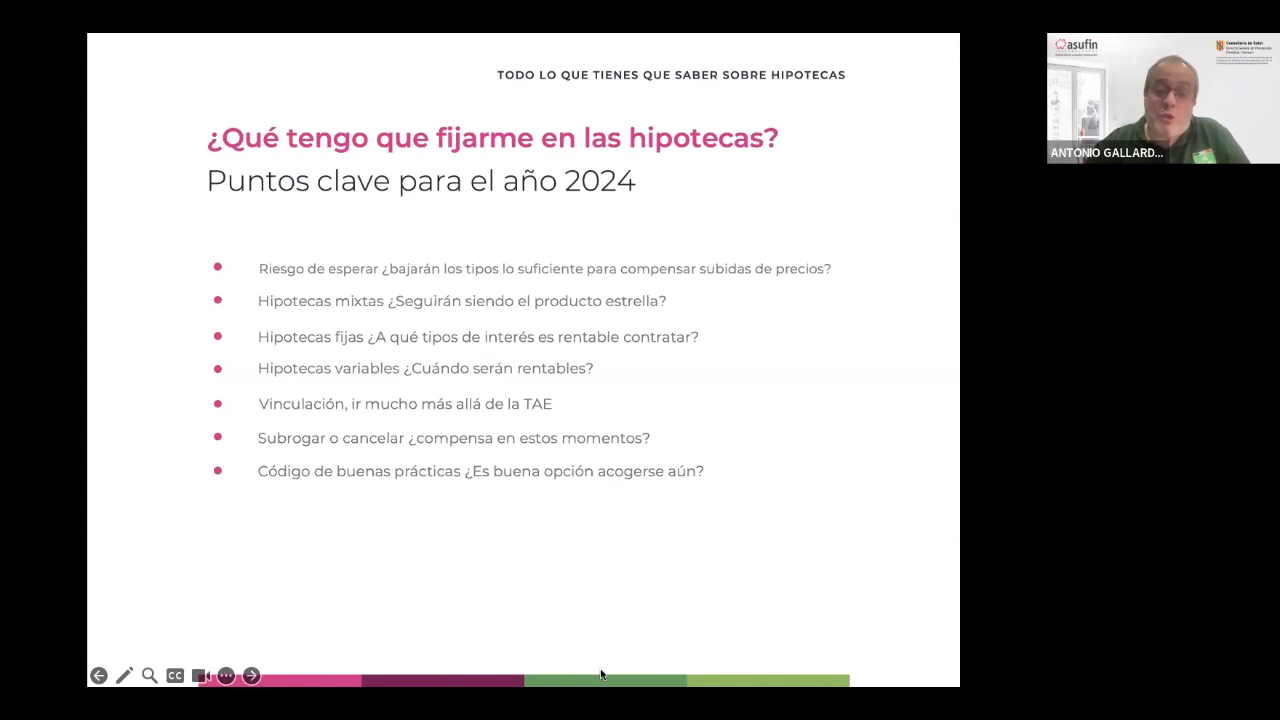 TODO LO QUE TIENES QUE SABER SOBRE HIPOTECAS
¿Qué tengo que fijarme en las hipotecas?
Puntos clave para el año 2024
Riesgo de esperar ¿bajarán los tipos lo suficiente para compensar subidas de precios?
Hipotecas mixtas ¿Seguirán siendo el producto estrella?
Hipotecas fijas ¿A qué tipos de interés es rentable contratar?
Hipotecas variables ¿Cuándo serán rentables?
Vinculación, ir mucho más allá de la TAE
Subrogar o cancelar ¿compensa en estos momentos?
Código de buenas prácticas ¿Es buena opción acogerse aún?
CC
asufin
ANTONIO GALLARD...